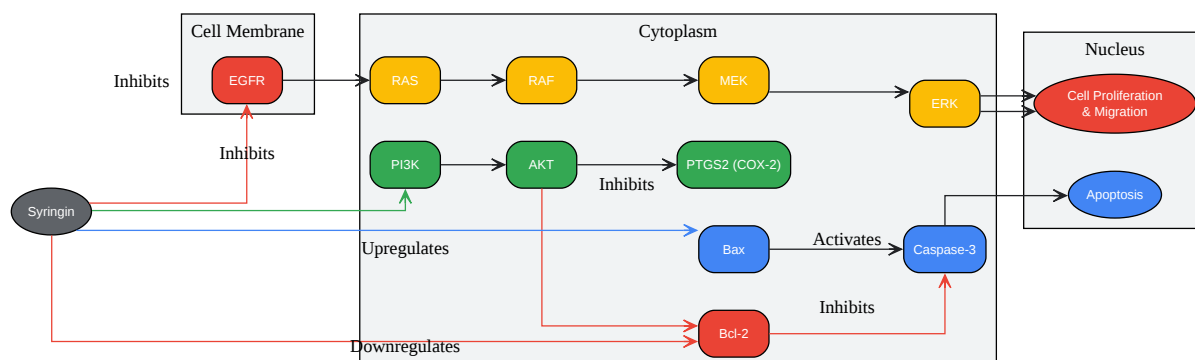 Cell Membrane
Cytoplasm
Nucleus
Inhibits
EGFR
RAS
RAF
MEK
ERK
Cell Proliferation
& Migration
Inhibits
PI3K
AKT
PTGS2 (COX-2)
Inhibits
Syringin
Apoptosis
Upregulates
Bax
Activates
Caspase-3
Inhibits
Bcl-2
Downregulates